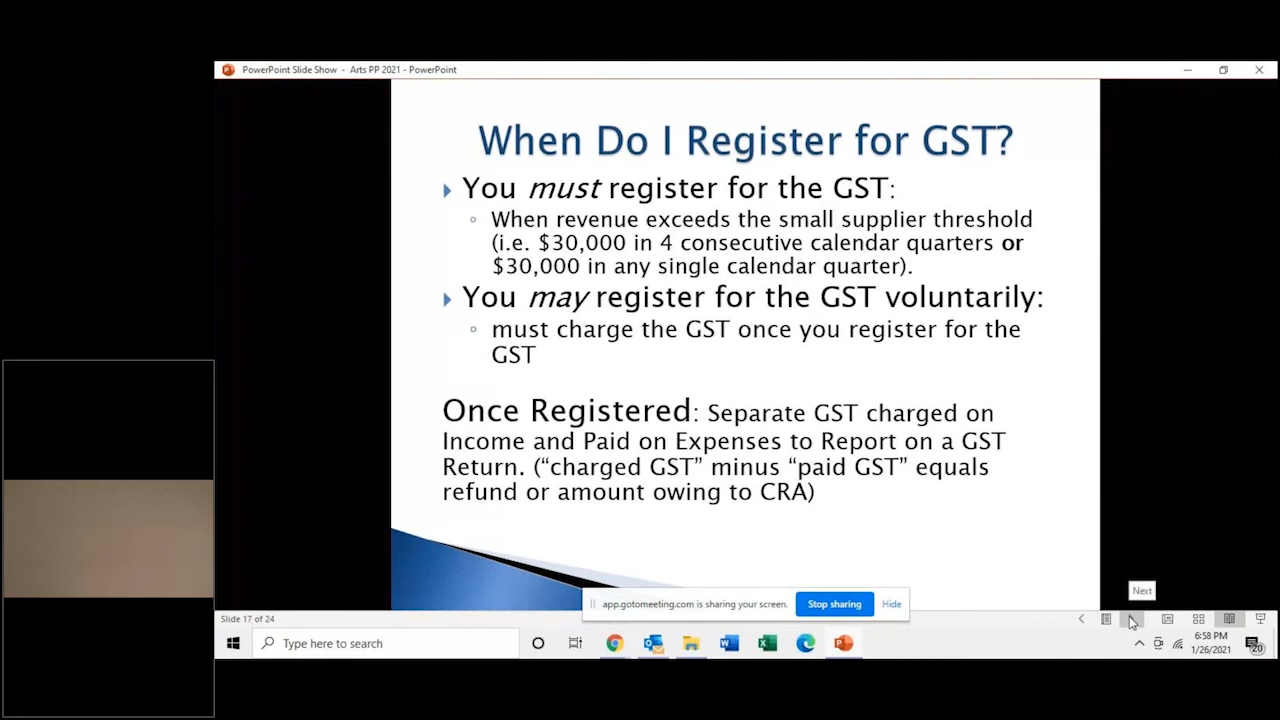 PowerPoint Slide Show - Arts PP 2021 - PowerPoint
When Do I Register for GST?
You must register for the GST:
When revenue exceeds the small supplier threshold
(i.e. $30,000 in 4 consecutive calendar quarters or
$30,000 in any single calendar quarter).
You may register for the GST voluntarily:
must charge the GST once you register for the
GST
Once Registered: Separate GST charged on
Income and Paid on Expenses to Report on a GST
Return. (“charged GST” minus “paid GST” equals
refund or amount owing to CRA)
Next
app.gotomeeting.com is sharing your screen.
Stop sharing
Hide
Slide 17 of 24
Type here to search
6:58 PM
1/26/2021
20